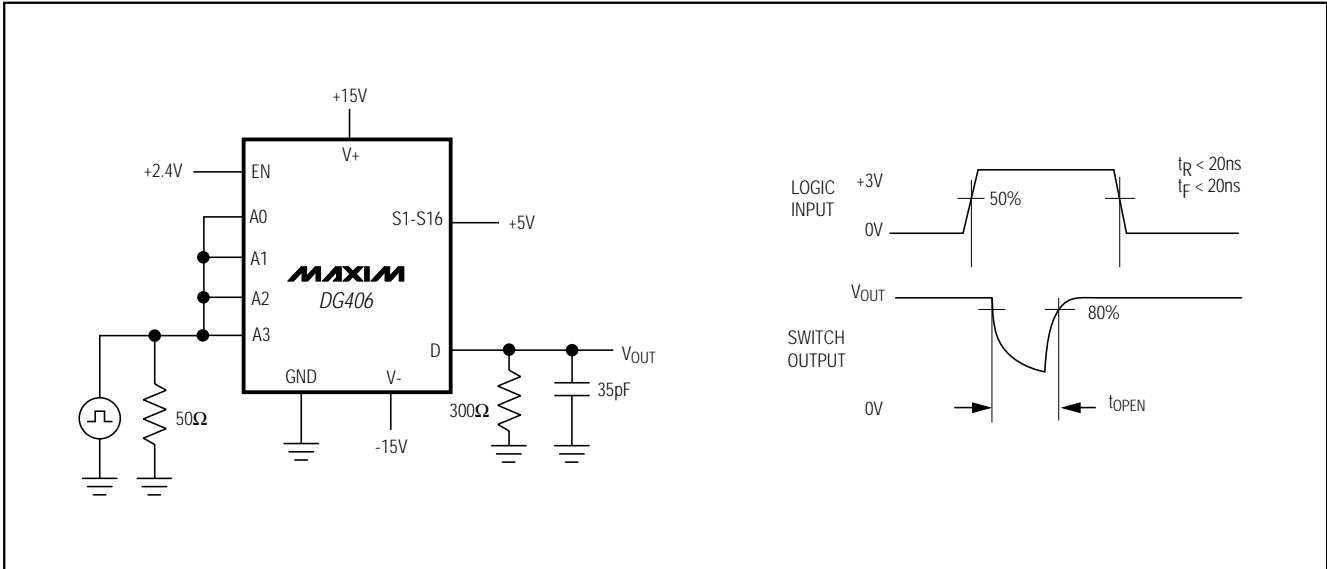 +15V
V+
+2.4V
EN
A0
S1-S16
+5V
A1
MAXIM
DG406
A2
A3
D
VOUT
GND
V-
50Ω
300Ω
35pF
-15V
LOGIC
INPUT
+3V
0V
50%
tR < 20ns
tF < 20ns
VOUT
80%
SWITCH
OUTPUT
0V
tOPEN